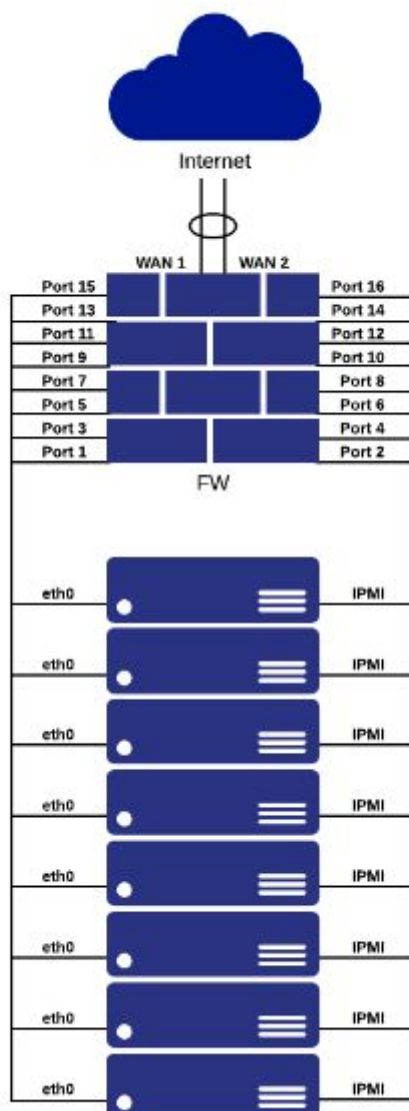 Internet
WAN 1 WAN 2
Port 15 Port 16
Port 13 Port 14
Port 11 Port 12
Port 9 Port 10
Port 7 Port 8
Port 5 Port 6
Port 3 Port 4
Port 1 Port 2
FW
eth0 IPMI
eth0 IPMI
eth0 IPMI
eth0 IPMI
eth0 IPMI
eth0 IPMI
eth0 IPMI
eth0 IPMI